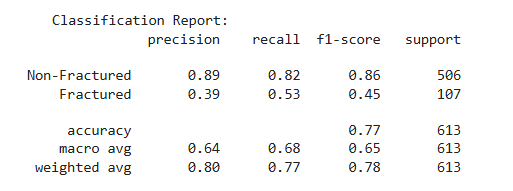 Classification Report:
precision recall f1-score support
Non-Fractured 0.89 0.82 0.86 506
Fractured 0.39 0.53 0.45 107
accuracy 0.77 613
macro avg 0.64 0.68 0.65 613
weighted avg 0.80 0.77 0.78 613